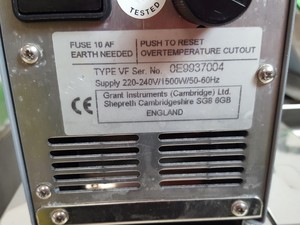 TESTED
FUSE 10 AF
EARTH NEEDED
PUSH TO RESET
OVERTEMPERATURE CUTOUT
TYPE VF Ser. No. 0E9937004
Supply 220-240V/1500W/50-60Hz
Grant Instruments (Cambridge) Ltd.
Shepreth Cambridgeshire SG8 6GB
ENGLAND
CE